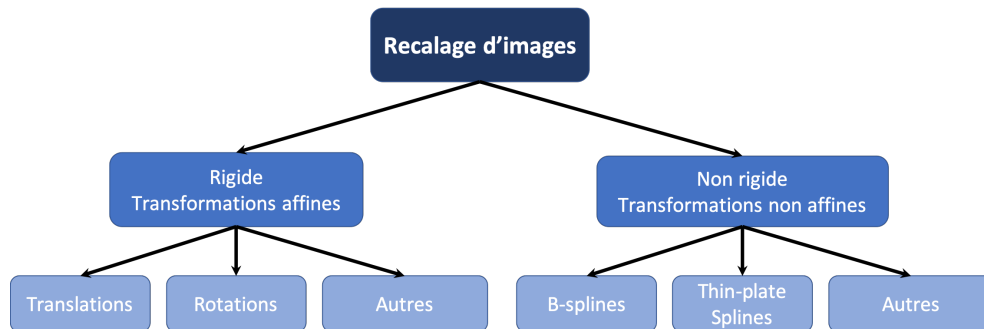 Recalage d’images
Rigide
Transformations affines
Non rigide
Transformations non affines
Translations
Rotations
Autres
B-splines
Thin-plate
Splines
Autres